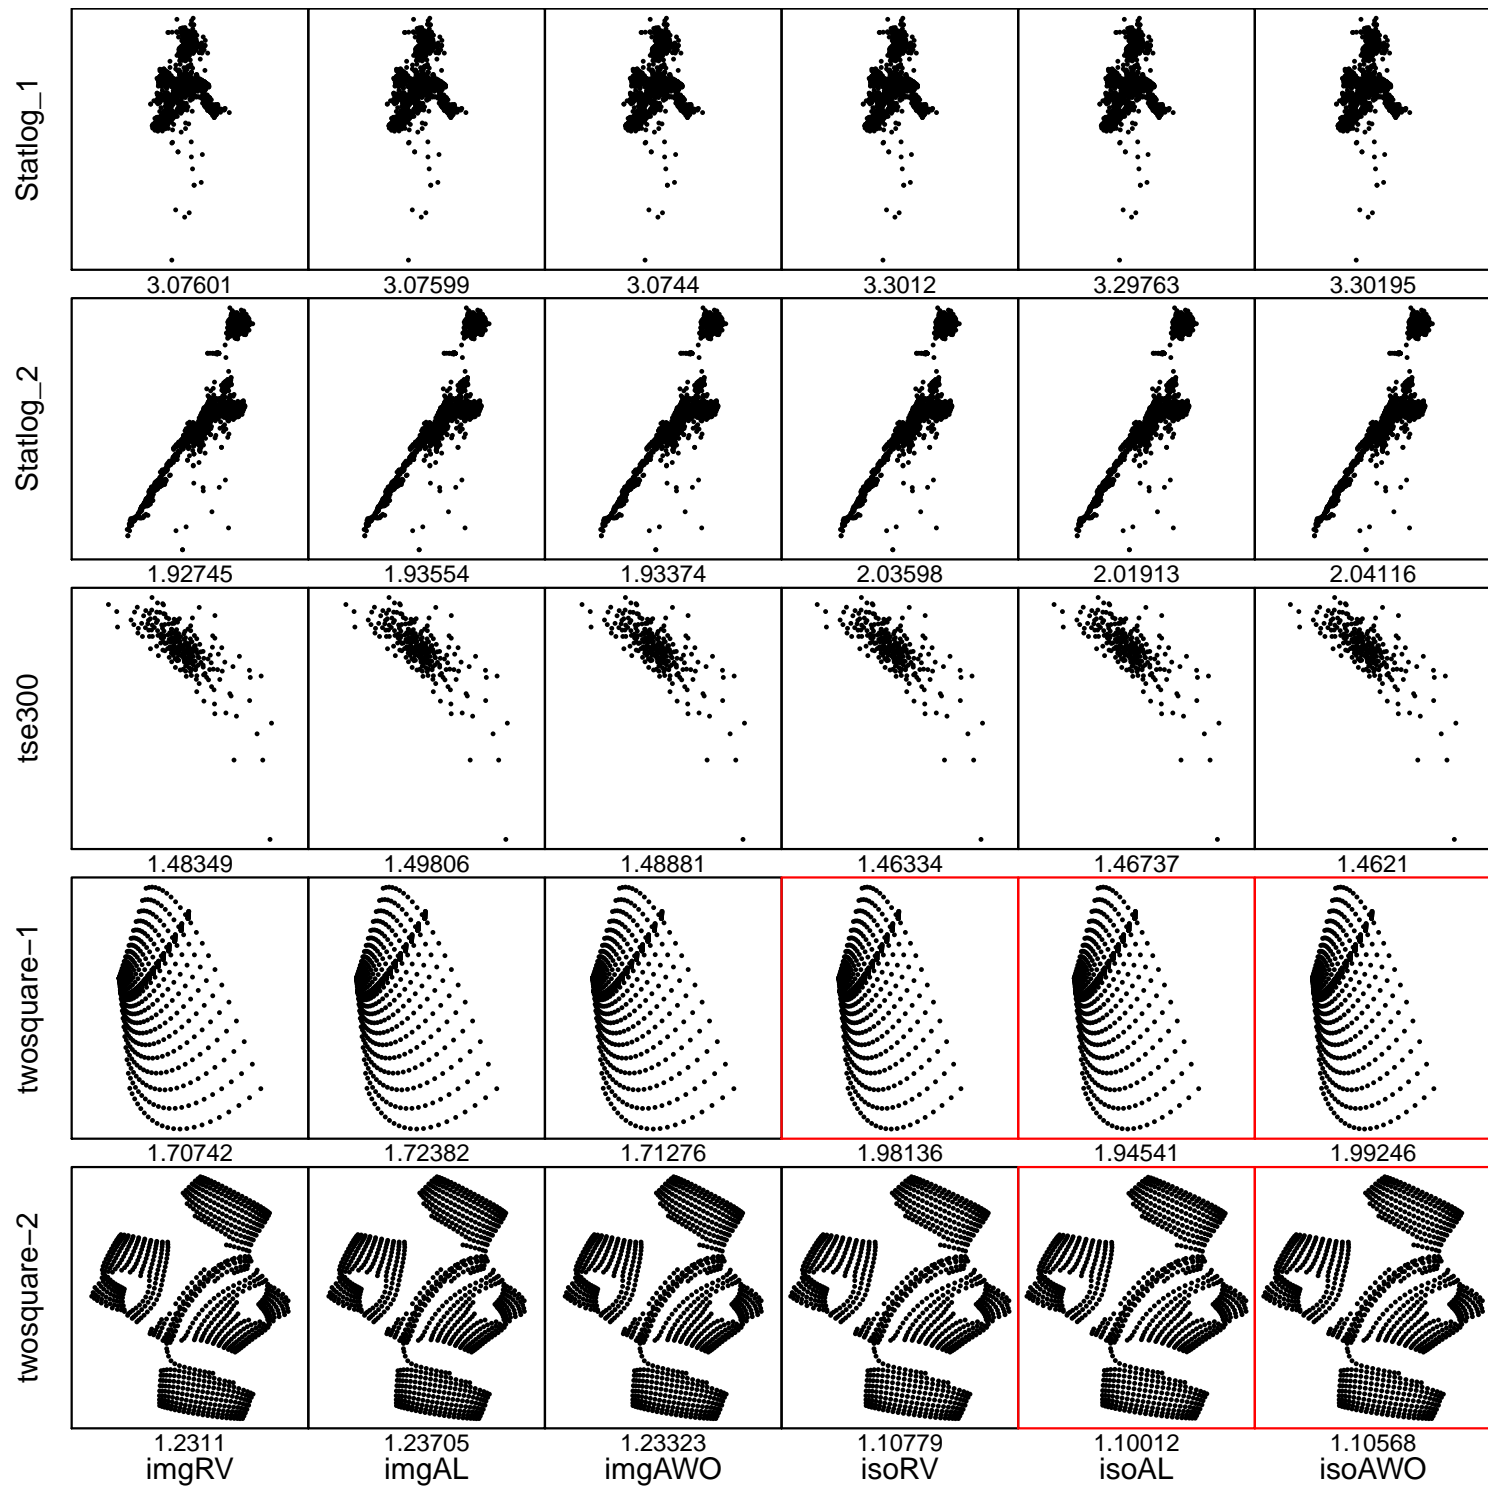 Statlog_1
3.07601 3.07599 3.0744 3.3012 3.29763 3.30195
Statlog_2
1.92745 1.93554 1.93374 2.03598 2.01913 2.04116
tse300
1.48349 1.49806 1.48881 1.46334 1.46737 1.4621
twosquare−1
1.70742 1.72382 1.71276 1.98136 1.94541 1.99246
twosquare−2
1.2311 1.23705 1.23323 1.10779 1.10012 1.10568
imgRV imgAL imgAWO isoRV isoAL isoAWO